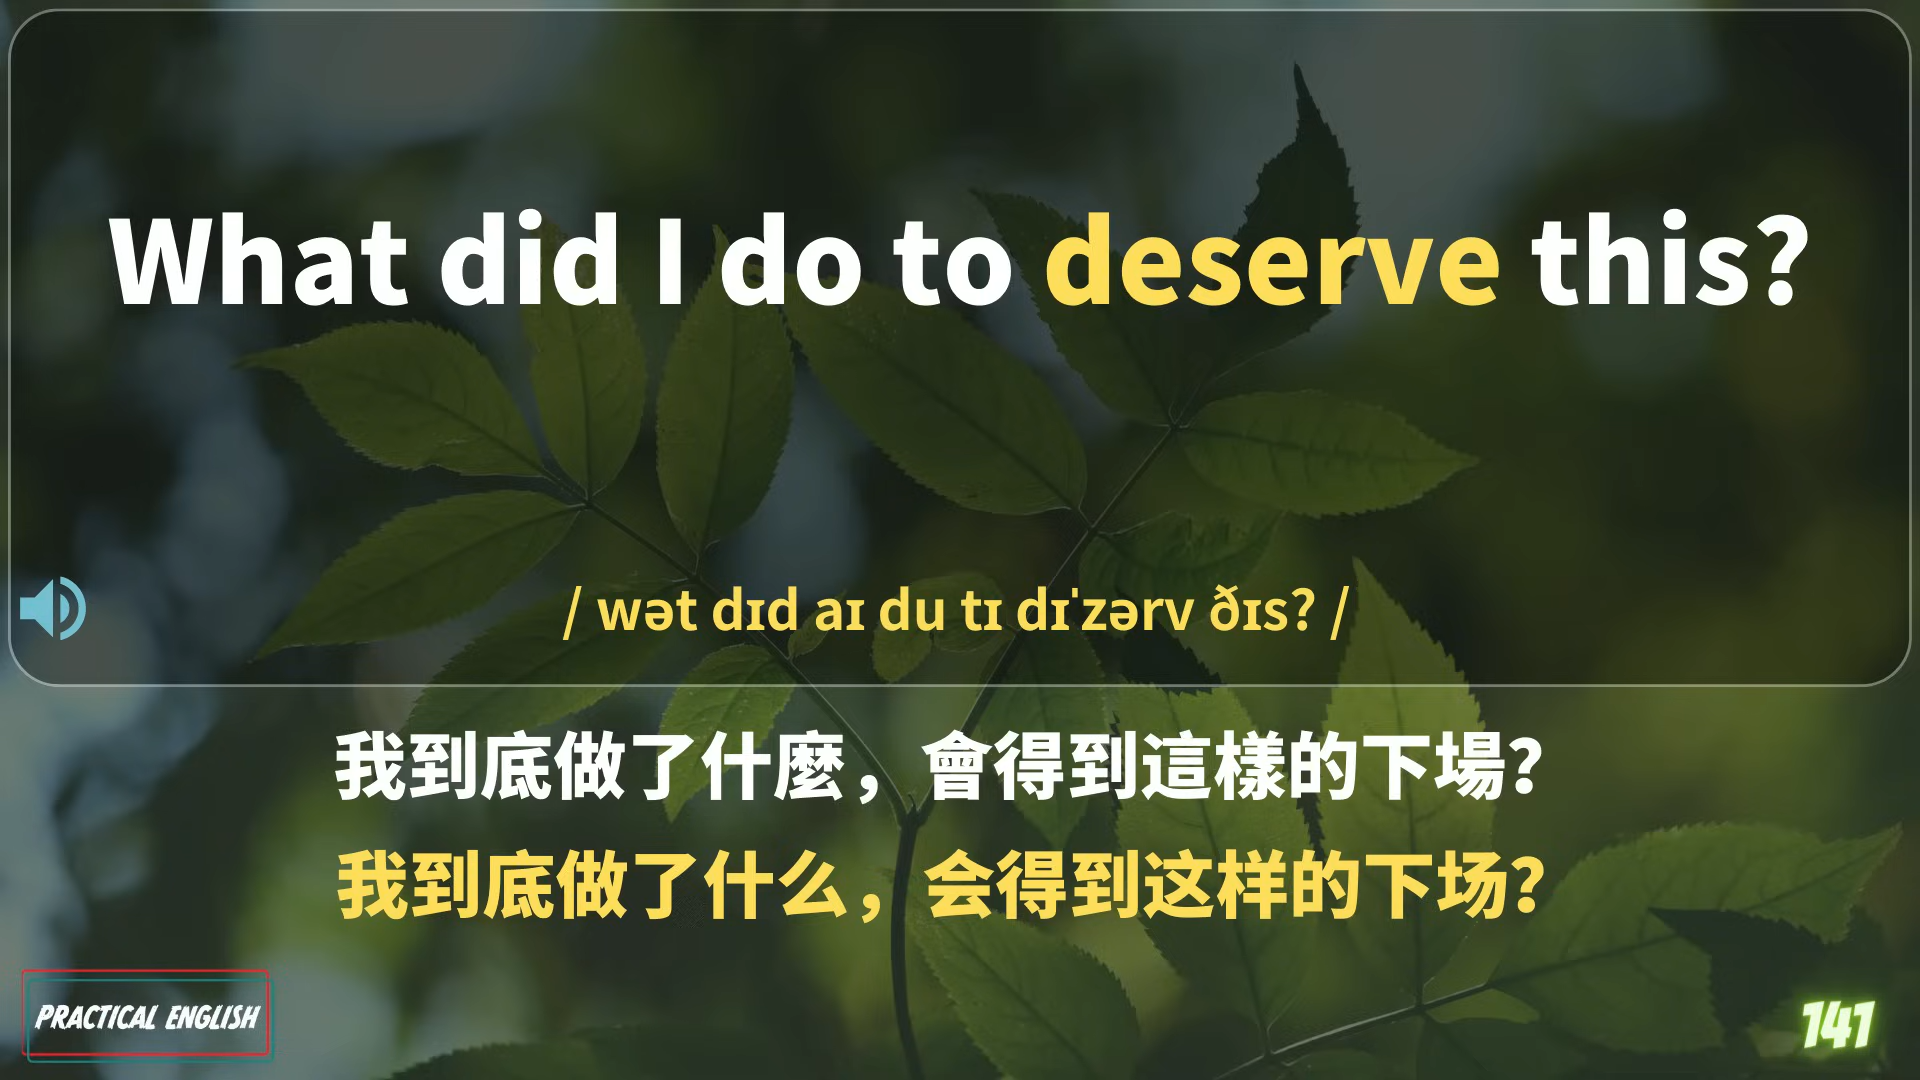 What did I do to deserve this?
/ wət dɪd aɪ du tɪ dɪˈzərv ðɪs? /
我到底做了什麼，會得到這樣的下場？
我到底做了什么，会得到这样的下场？
PRACTICAL ENGLISH
141